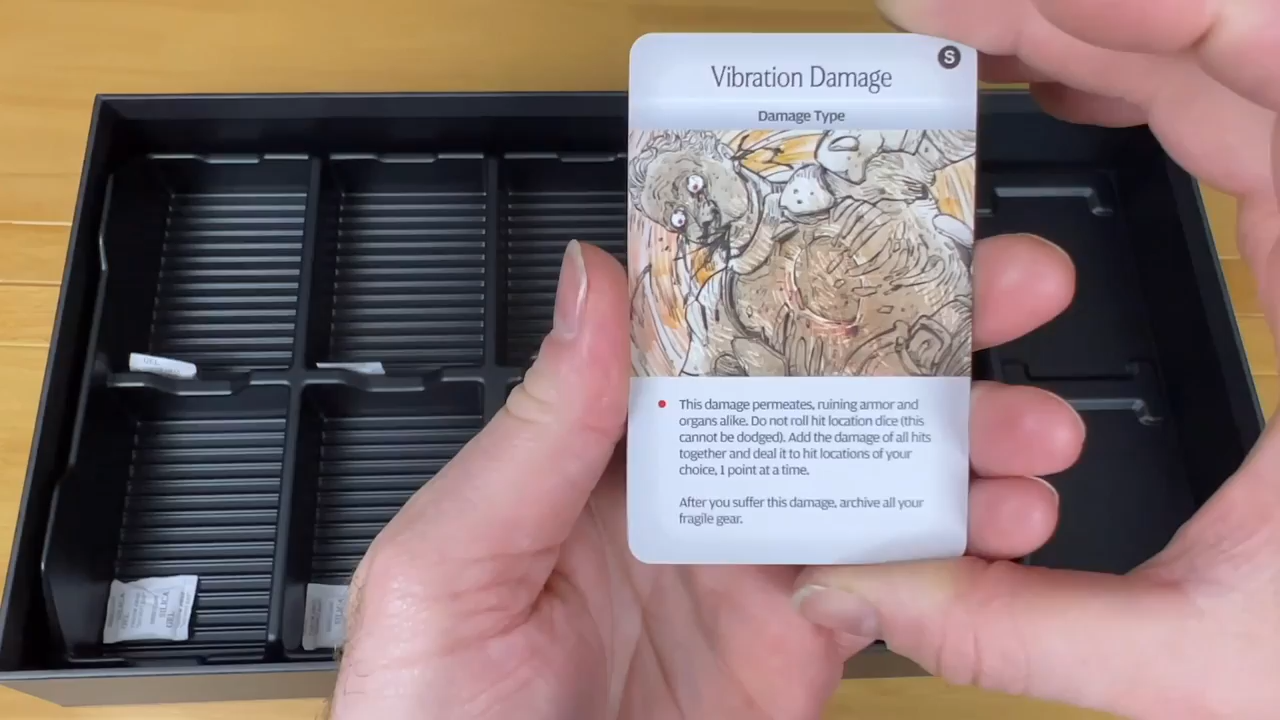 S
Vibration Damage
Damage Type
This damage permeates, ruining armor and
organs alike. Do not roll hit location dice (this
cannot be dodged). Add the damage of all hits
together and deal it to hit locations of your
choice, 1 point at a time.
After you suffer this damage, archive all your
fragile gear.
SILICA
GEL